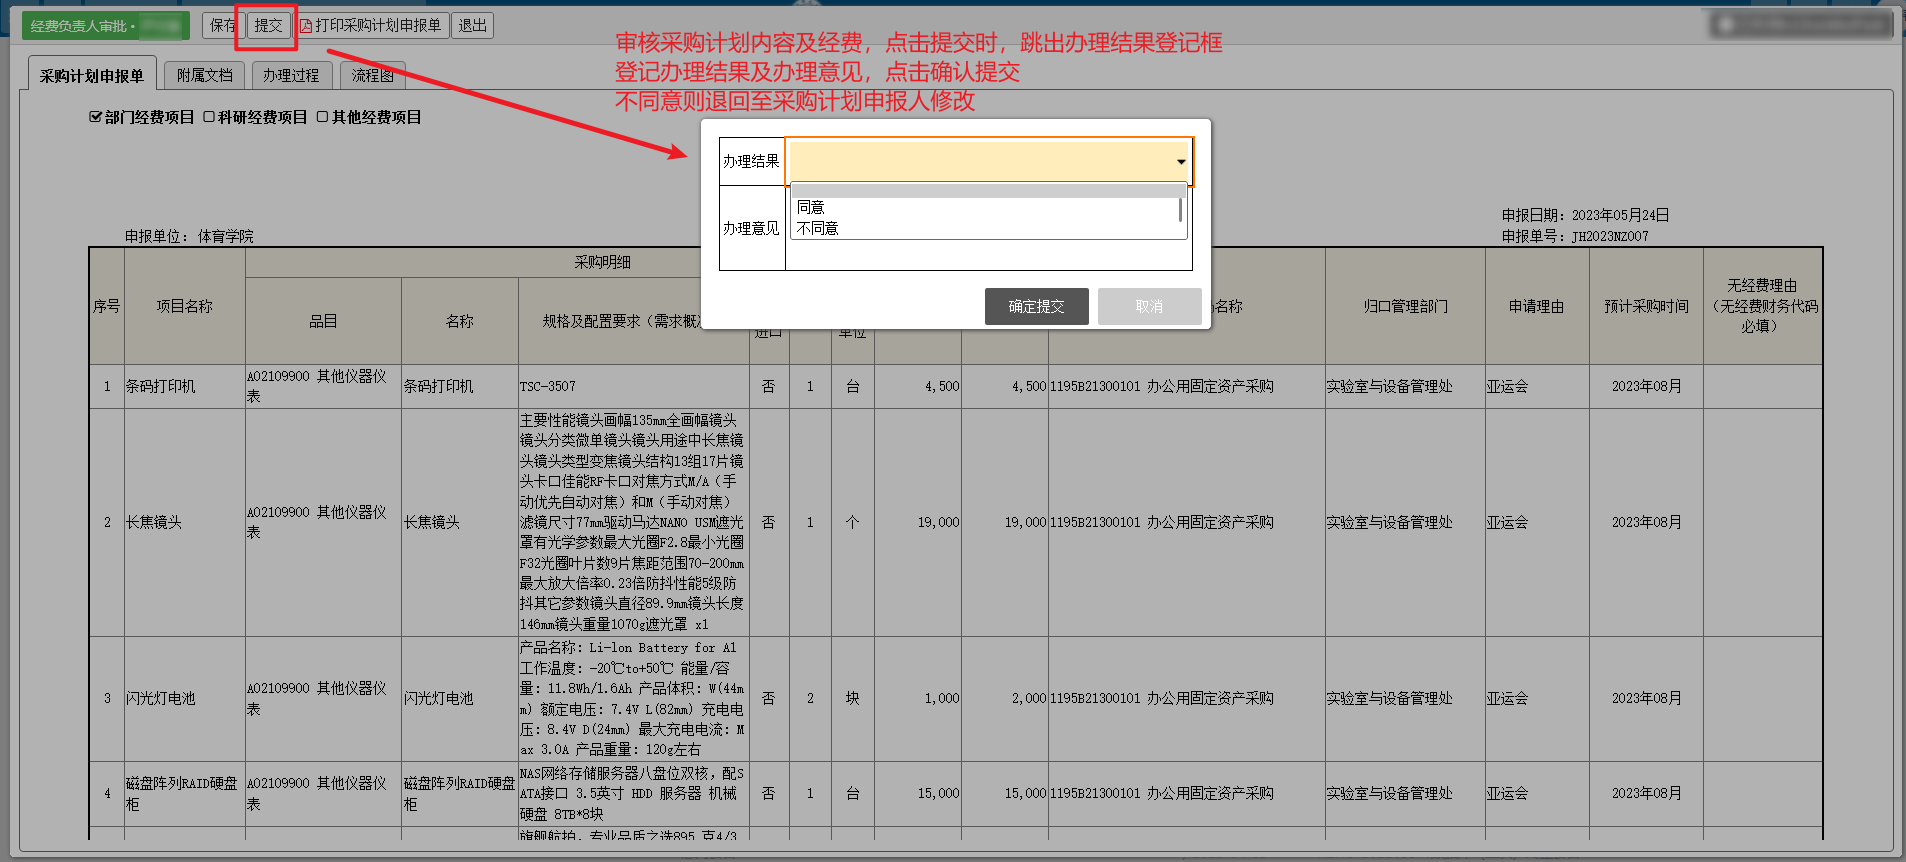 经费负责人审批·
保存
提交
打印采购计划申报单
退出
审核采购计划内容及经费，点击提交时，跳出办理结果登记框
登记办理结果及办理意见，点击确认提交
不同意则退回至采购计划申报人修改
采购计划申报单
附属文档
办理过程
流程图
部门经费项目
科研经费项目
其他经费项目
办理结果
同意
不同意
办理意见
确定提交
取消
申报日期：2023年05月24日
申报单位：体育学院
申报单号：JH2023NZ007
采购明细
序号
项目名称
品目
名称
规格及配置要求（需求概
进口
单位
名称
归口管理部门
申请理由
预计采购时间
无经费理由
（无经费财务代码
必填）
1
条码打印机
A02109900 其他仪器仪
表
条码打印机
TSC-3507
否
1
台
4,500
4,500
1195B21300101 办公用固定资产采购
实验室与设备管理处
亚运会
2023年08月
2
长焦镜头
A02109900 其他仪器仪
表
长焦镜头
主要性能镜头画幅135mm全画幅镜头
镜头分类微单镜头镜头用途中长焦镜
头镜头类型变焦镜头结构13组17片镜
头卡口佳能RF卡口对焦方式M/A（手
动优先自动对焦）和M（手动对焦）
滤镜尺寸77mm驱动马达NANO USM遮光
罩有光学参数最大光圈F2.8最小光圈
F32光圈叶片数9片焦距范围70-200mm
最大放大倍率0.23倍防抖性能5级防
抖其它参数镜头直径89.9mm镜头长度
146mm镜头重量1070g遮光罩 x1
否
1
个
19,000
19,000
1195B21300101 办公用固定资产采购
实验室与设备管理处
亚运会
2023年08月
3
闪光灯电池
A02109900 其他仪器仪
表
闪光灯电池
产品名称：Li-lon Battery for A1
工作温度：-20℃to+50℃ 能量/容
量：11.8Wh/1.6Ah 产品体积：W(44m
m) 额定电压：7.4V L(82mm) 充电电
压：8.4V D(24mm) 最大充电电流：M
ax 3.0A 产品重量：120g左右
否
2
块
1,000
2,000
1195B21300101 办公用固定资产采购
实验室与设备管理处
亚运会
2023年08月
4
磁盘阵列RAID硬盘
柜
A02109900 其他仪器仪
表
磁盘阵列RAID硬盘
柜
NAS网络存储服务器八盘位双核，配S
ATA接口 3.5英寸 HDD 服务器 机械
硬盘 8TB*8块
否
1
台
15,000
15,000
1195B21300101 办公用固定资产采购
实验室与设备管理处
亚运会
2023年08月
旗舰航拍，专业品质之选895 克4/3